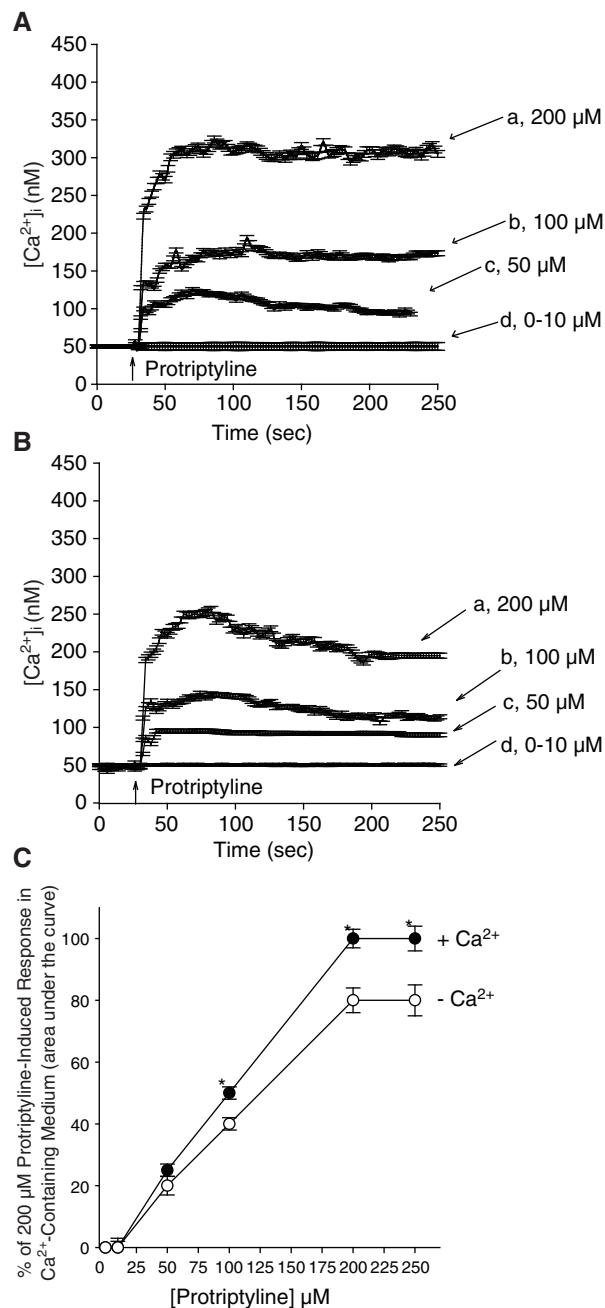 A
450
400
350
300
250
200
150
100
50
0
[Ca²⁺]i (nM)
a, 200 µM
b, 100 µM
c, 50 µM
d, 0-10 µM
Protriptyline
0 50 100 150 200 250
Time (sec)
B
450
400
350
300
250
200
150
100
50
0
[Ca²⁺]i (nM)
a, 200 µM
b, 100 µM
c, 50 µM
d, 0-10 µM
Protriptyline
0 50 100 150 200 250
Time (sec)
C
% of 200 µM Protriptyline-Induced Response in
Ca²⁺-Containing Medium (area under the curve)
100
80
60
40
20
0
* * *
+ Ca²⁺
- Ca²⁺
0 25 50 75 100 125 150 175 200 225 250
[Protriptyline] µM